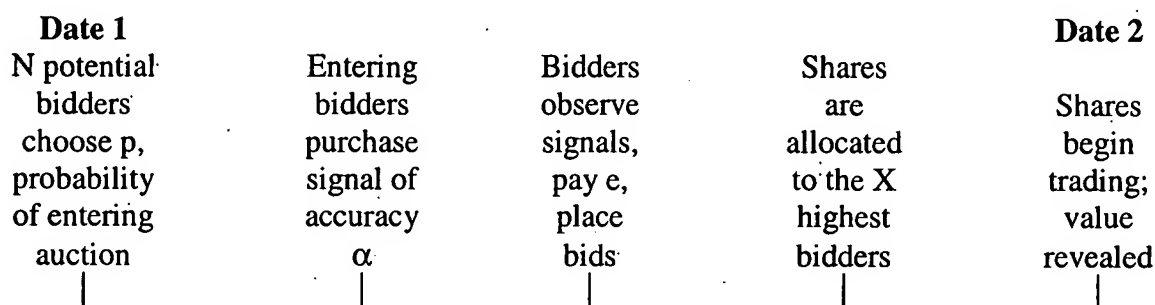 Date 1
N potential
bidders
choose p,
probability
of entering
auction
Entering
bidders
purchase
signal of
accuracy
α
Bidders
observe
signals,
pay e,
place
bids
Shares
are
allocated
to the X
highest
bidders
Date 2
Shares
begin
trading;
value
revealed